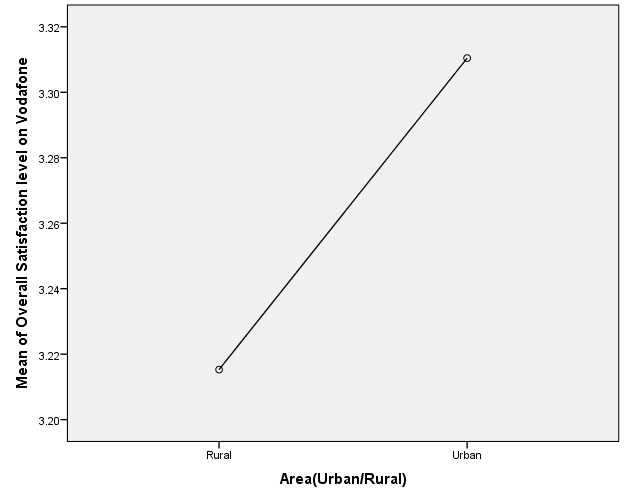 Mean of Overall Satisfaction level on Vodafone
3.32
3.30
3.28
3.26
3.24
3.22
3.20
Rural
Urban
Area(Urban/Rural)